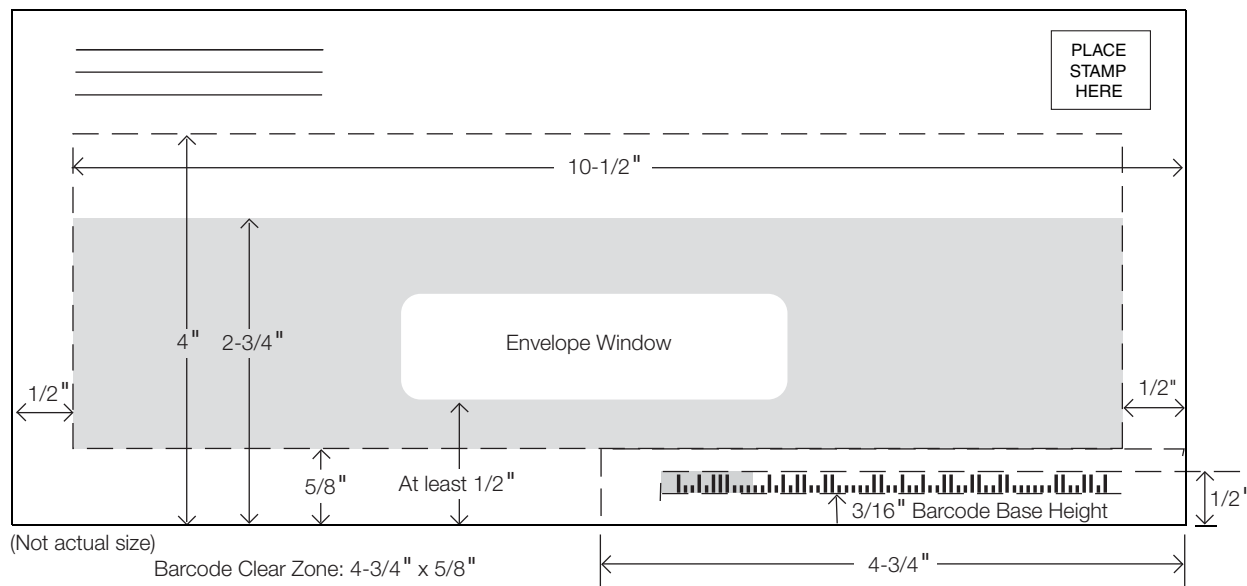 PLACE
STAMP
HERE
10-1/2"
4"
2-3/4"
Envelope Window
1/2"
1/2"
5/8"
At least 1/2"
1/2"
3/16" Barcode Base Height
(Not actual size)
Barcode Clear Zone: 4-3/4" x 5/8"
4-3/4"